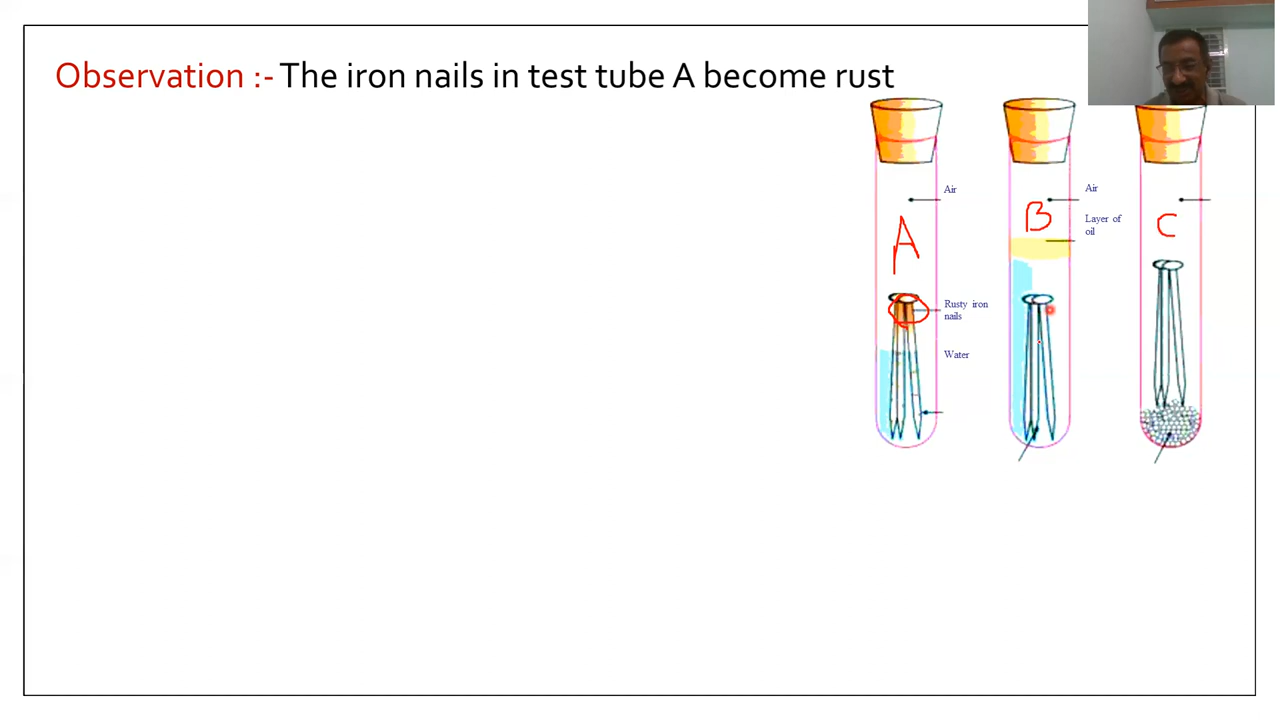 Observation :- The iron nails in test tube A become rust
Air
A
Rusty iron
nails
Water
Air
B
Layer of
oil
C